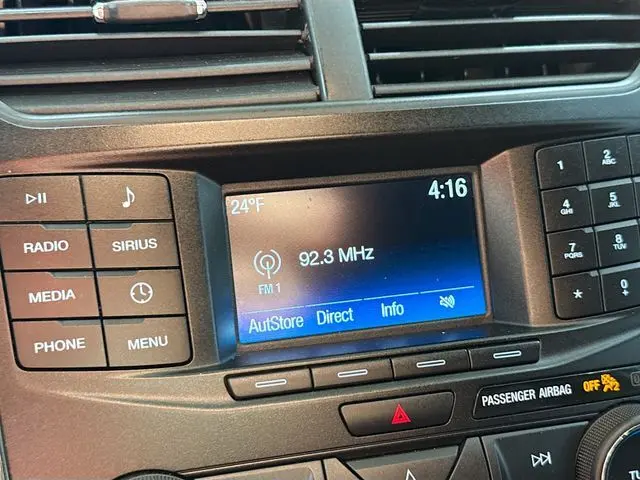 24°F
4:16
92.3 MHz
FM 1
AutStore Direct Info
RADIO
SIRIUS
MEDIA
PHONE
MENU
1
2
ABC
4
GHI
5
JKL
7
PQRS
8
TUV
*
0
+
PASSENGER AIRBAG OFF 2